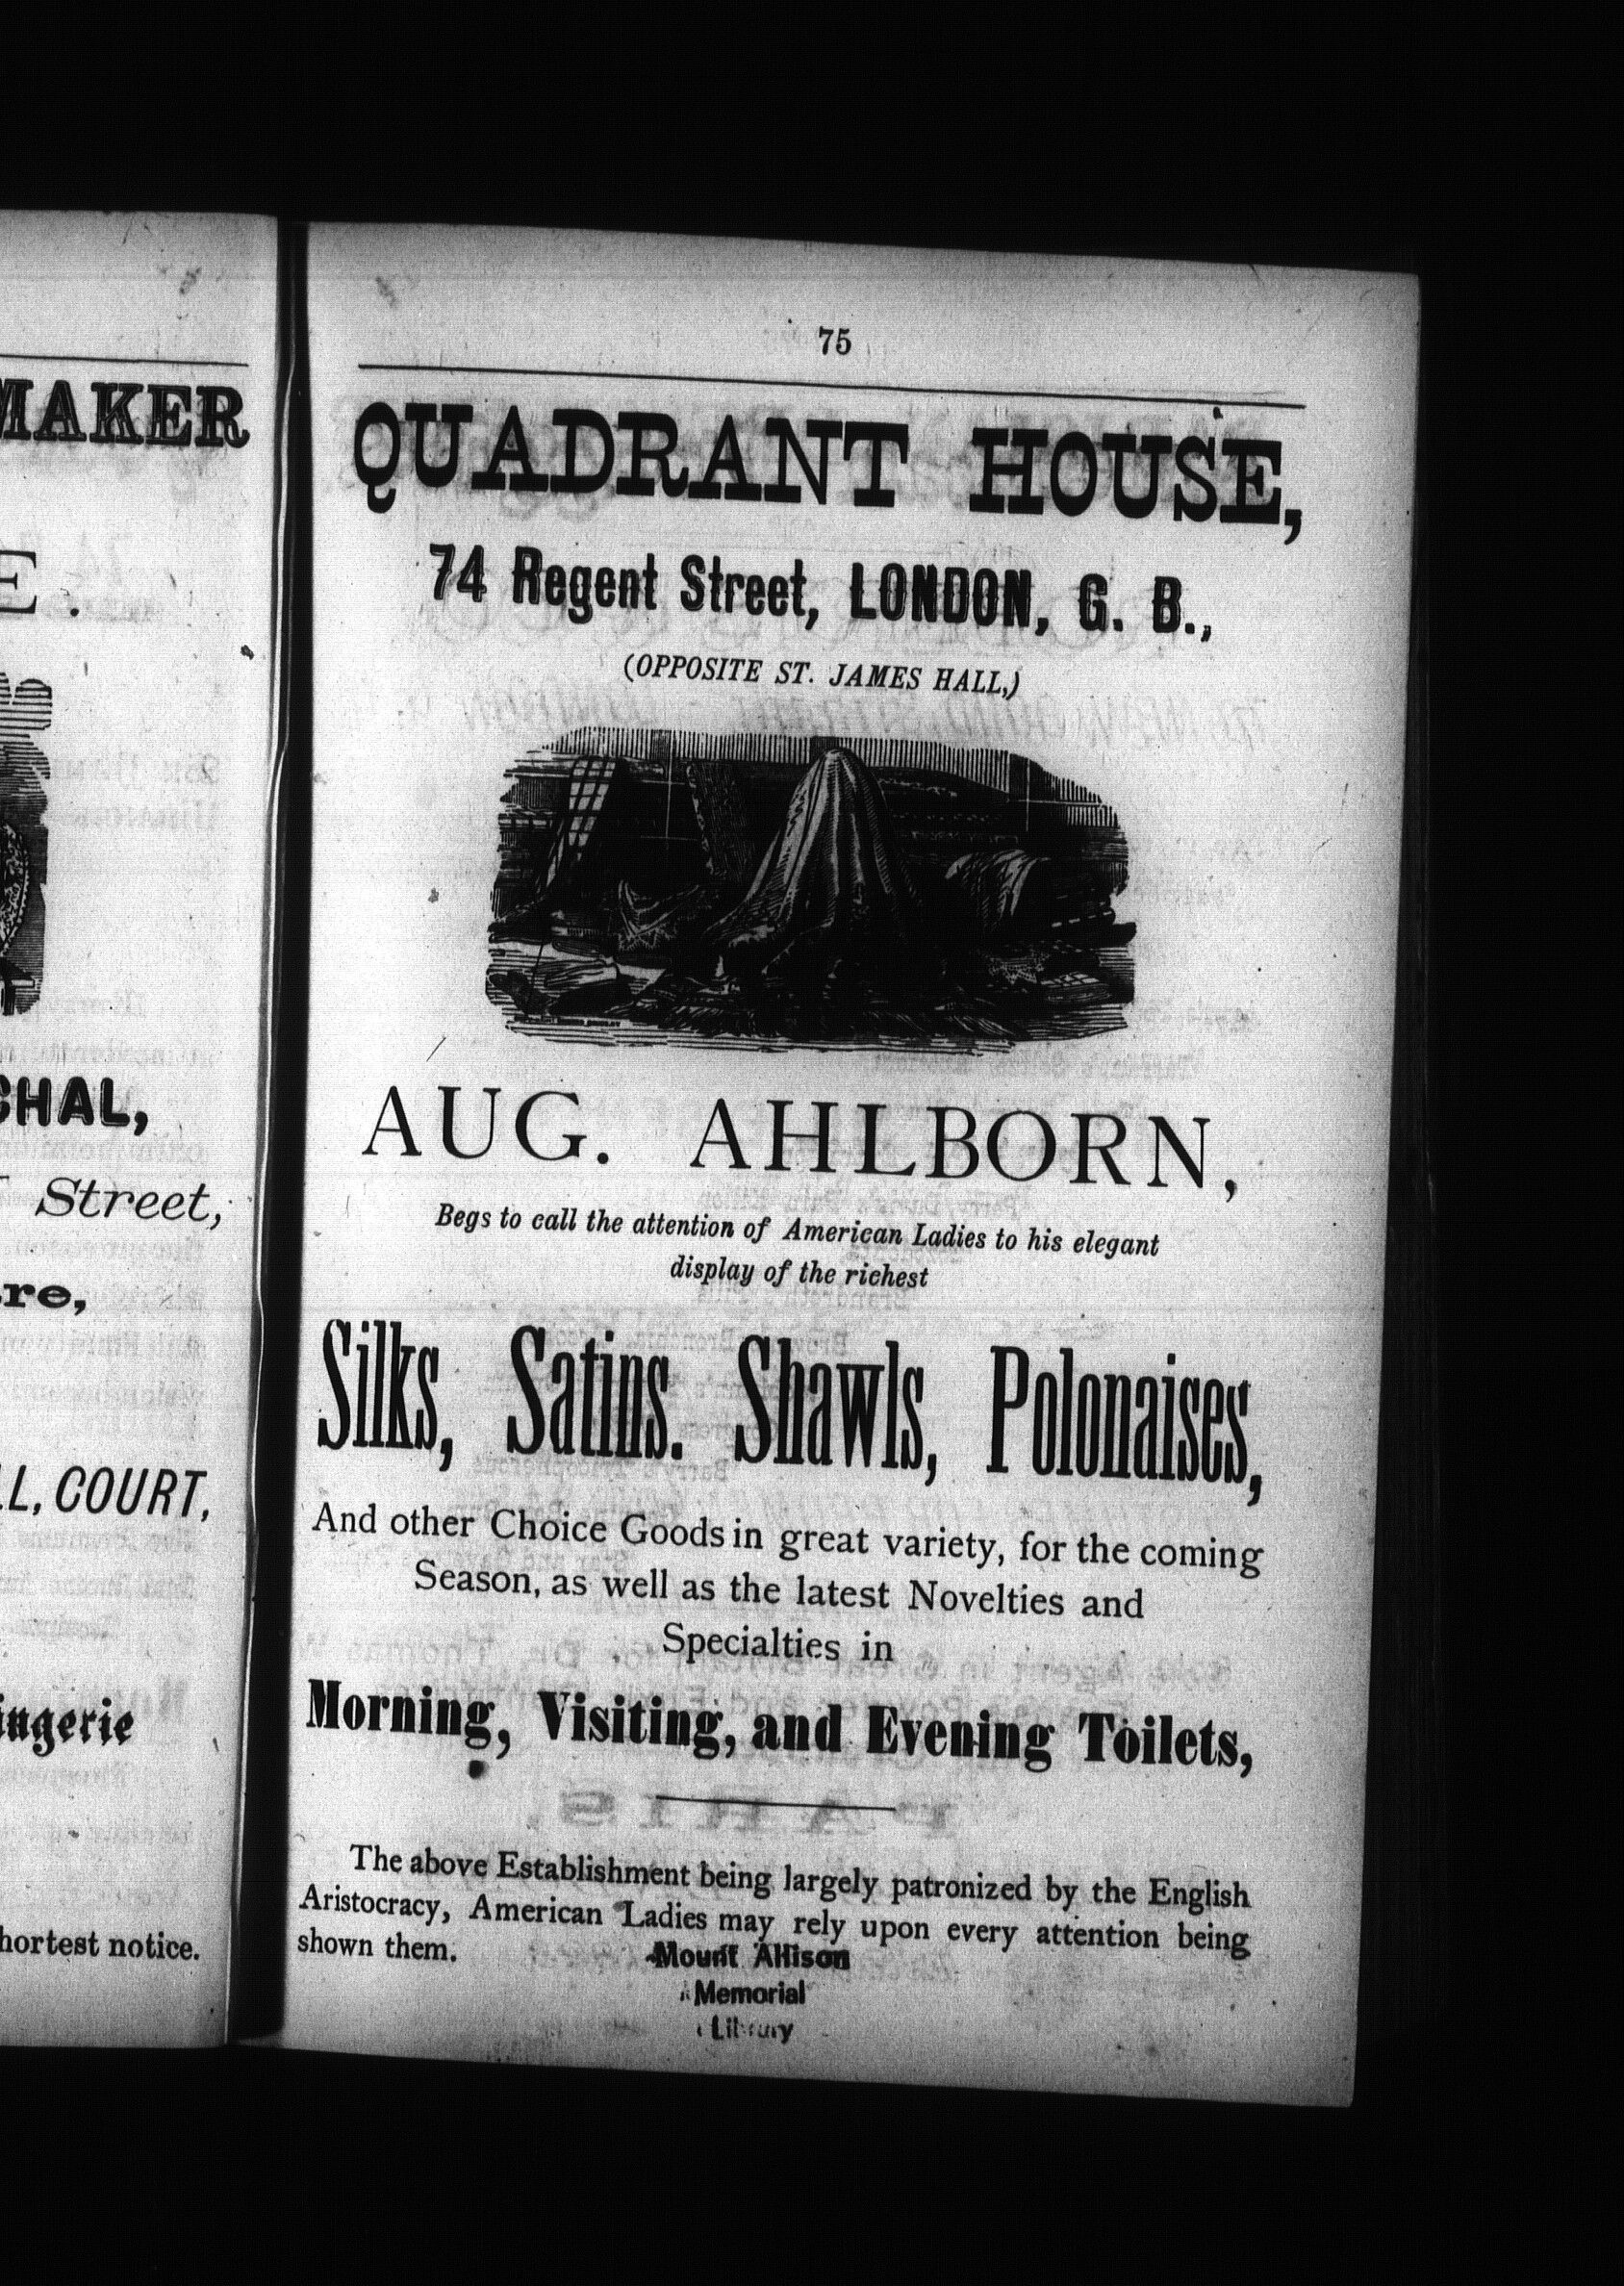 MAKER
E.
CHAL,
Street,
L, COURT,
hortest notice.
75
QUADRANT HOUSE,
74 Regent Street, LONDON, G. B.,
(OPPOSITE ST. JAMES HALL,)
AUG. AHLBORN,
Begs to call the attention of American Ladies to his elegant
display of the richest
Silks, Satins. Shawls, Polonaises,
And other Choice Goods in great variety, for the coming
Season, as well as the latest Novelties and
Specialties in
Morning, Visiting, and Evening Toilets,
The above Establishment being largely patronized by the English
Aristocracy, American Ladies may rely upon every attention being
shown them.
Mount Allison
Memorial
Library